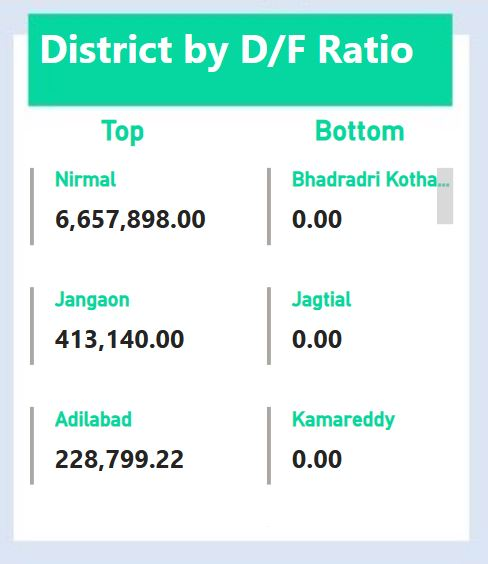 District by D/F Ratio
Top
Bottom
Nirmal
6,657,898.00
Bhadradri Kotha...
0.00
Jangaon
413,140.00
Jagtial
0.00
Adilabad
228,799.22
Kamareddy
0.00